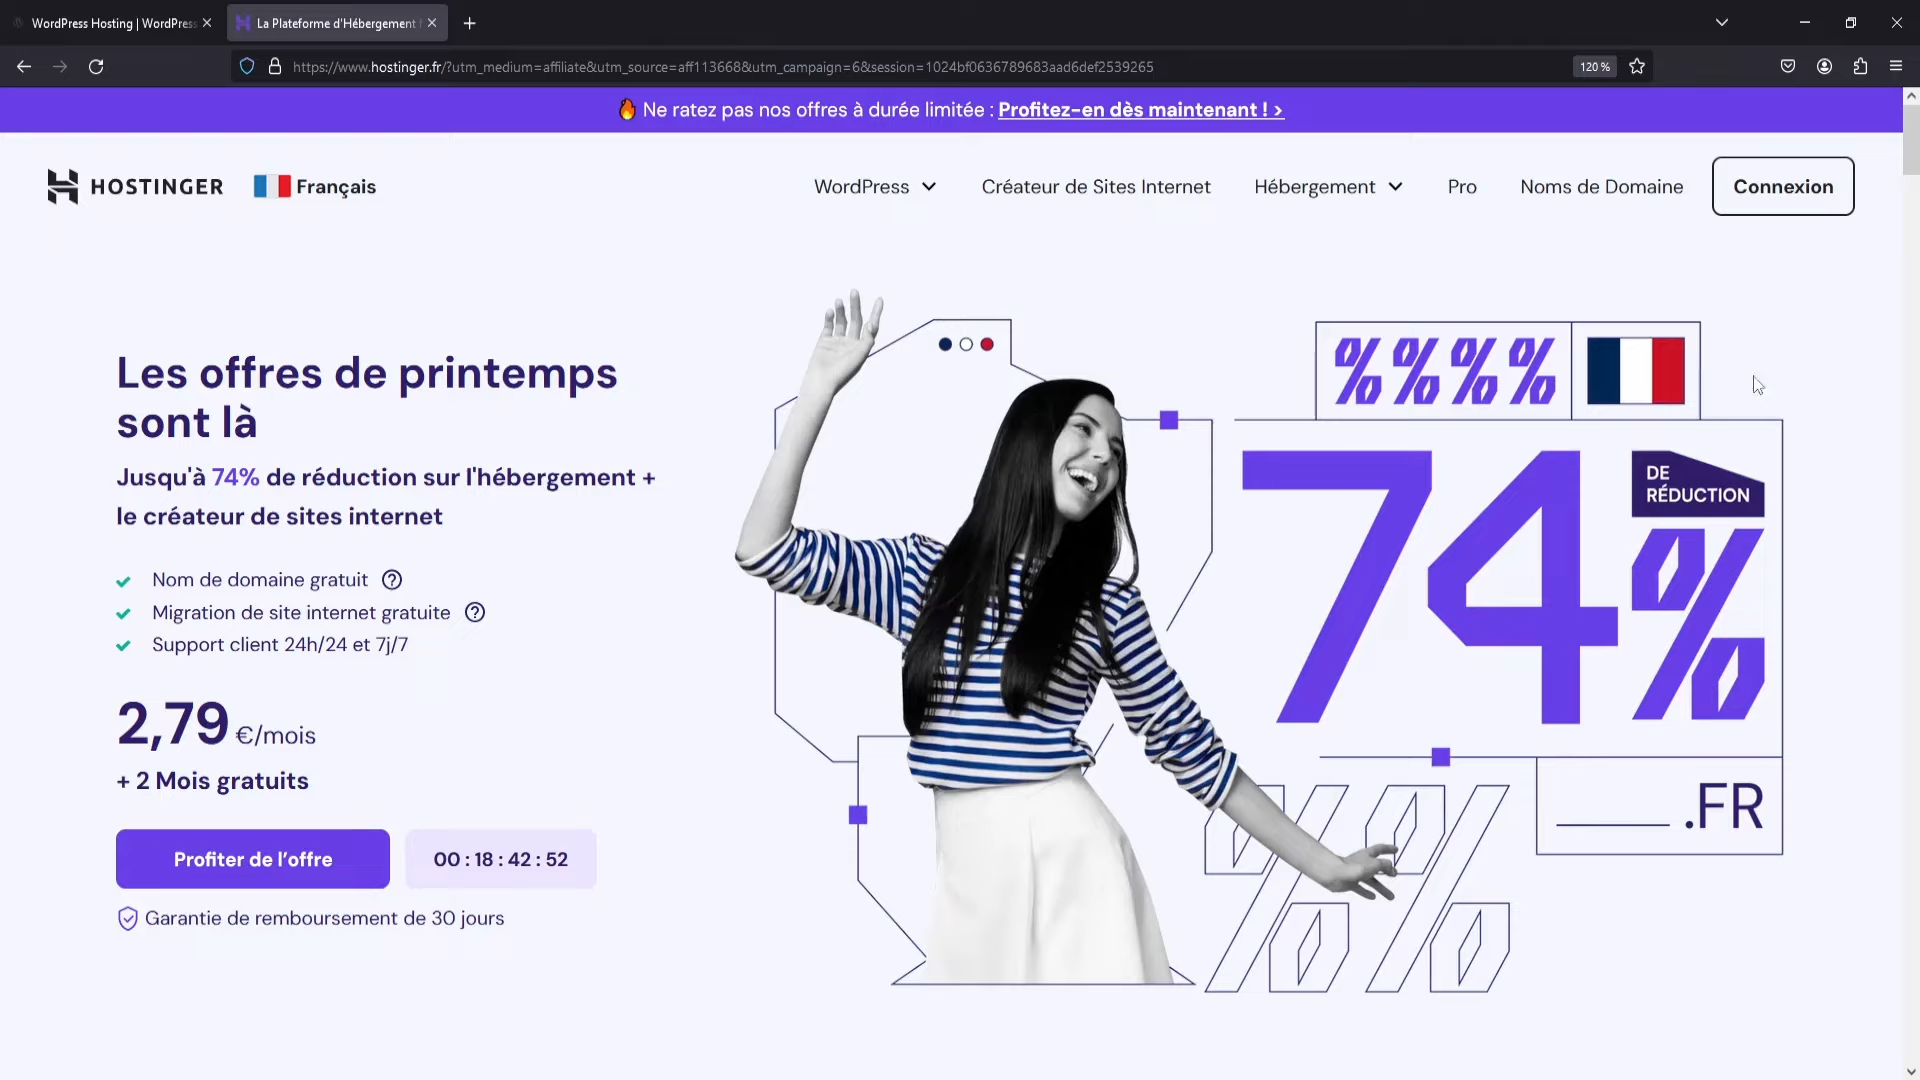 WordPress Hosting | WordPres
La Plateforme d'Hébergement
https://www.hostinger.fr/?utm_medium=affiliate&utm_source=aff113668&utm_campaign=6&session=1024bf0636789683aad6def2539265
120 %
🔥 Ne ratez pas nos offres à durée limitée : Profitez-en dès maintenant ! >
HOSTINGER
Français
WordPress
Créateur de Sites Internet
Hébergement
Pro
Noms de Domaine
Connexion
Les offres de printemps
sont là
Jusqu'à 74% de réduction sur l'hébergement +
le créateur de sites internet
Nom de domaine gratuit
Migration de site internet gratuite
Support client 24h/24 et 7j/7
2,79 €/mois
+ 2 Mois gratuits
Profiter de l'offre
00 : 18 : 42 : 52
Garantie de remboursement de 30 jours
% % % %
74%
DE
RÉDUCTION
.FR
% %